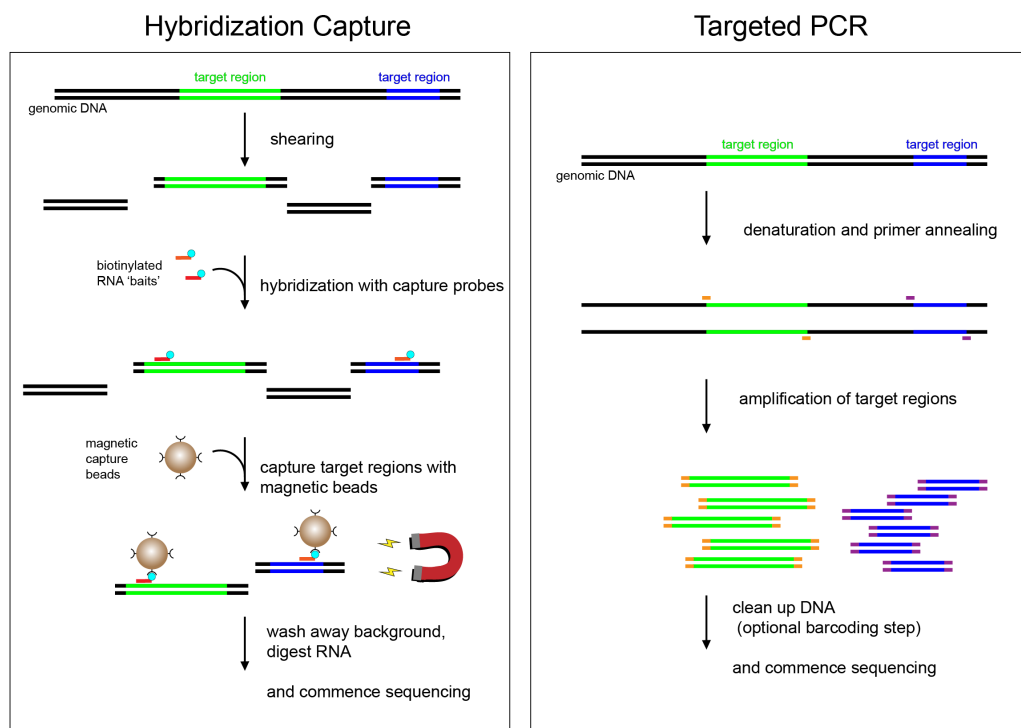 Hybridization Capture
target region
target region
genomic DNA
shearing
biotinylated
RNA ‘baits’
hybridization with capture probes
magnetic
capture
beads
capture target regions with
magnetic beads
wash away background,
digest RNA
and commence sequencing
Targeted PCR
target region
target region
genomic DNA
denaturation and primer annealing
amplification of target regions
clean up DNA
(optional barcoding step)
and commence sequencing